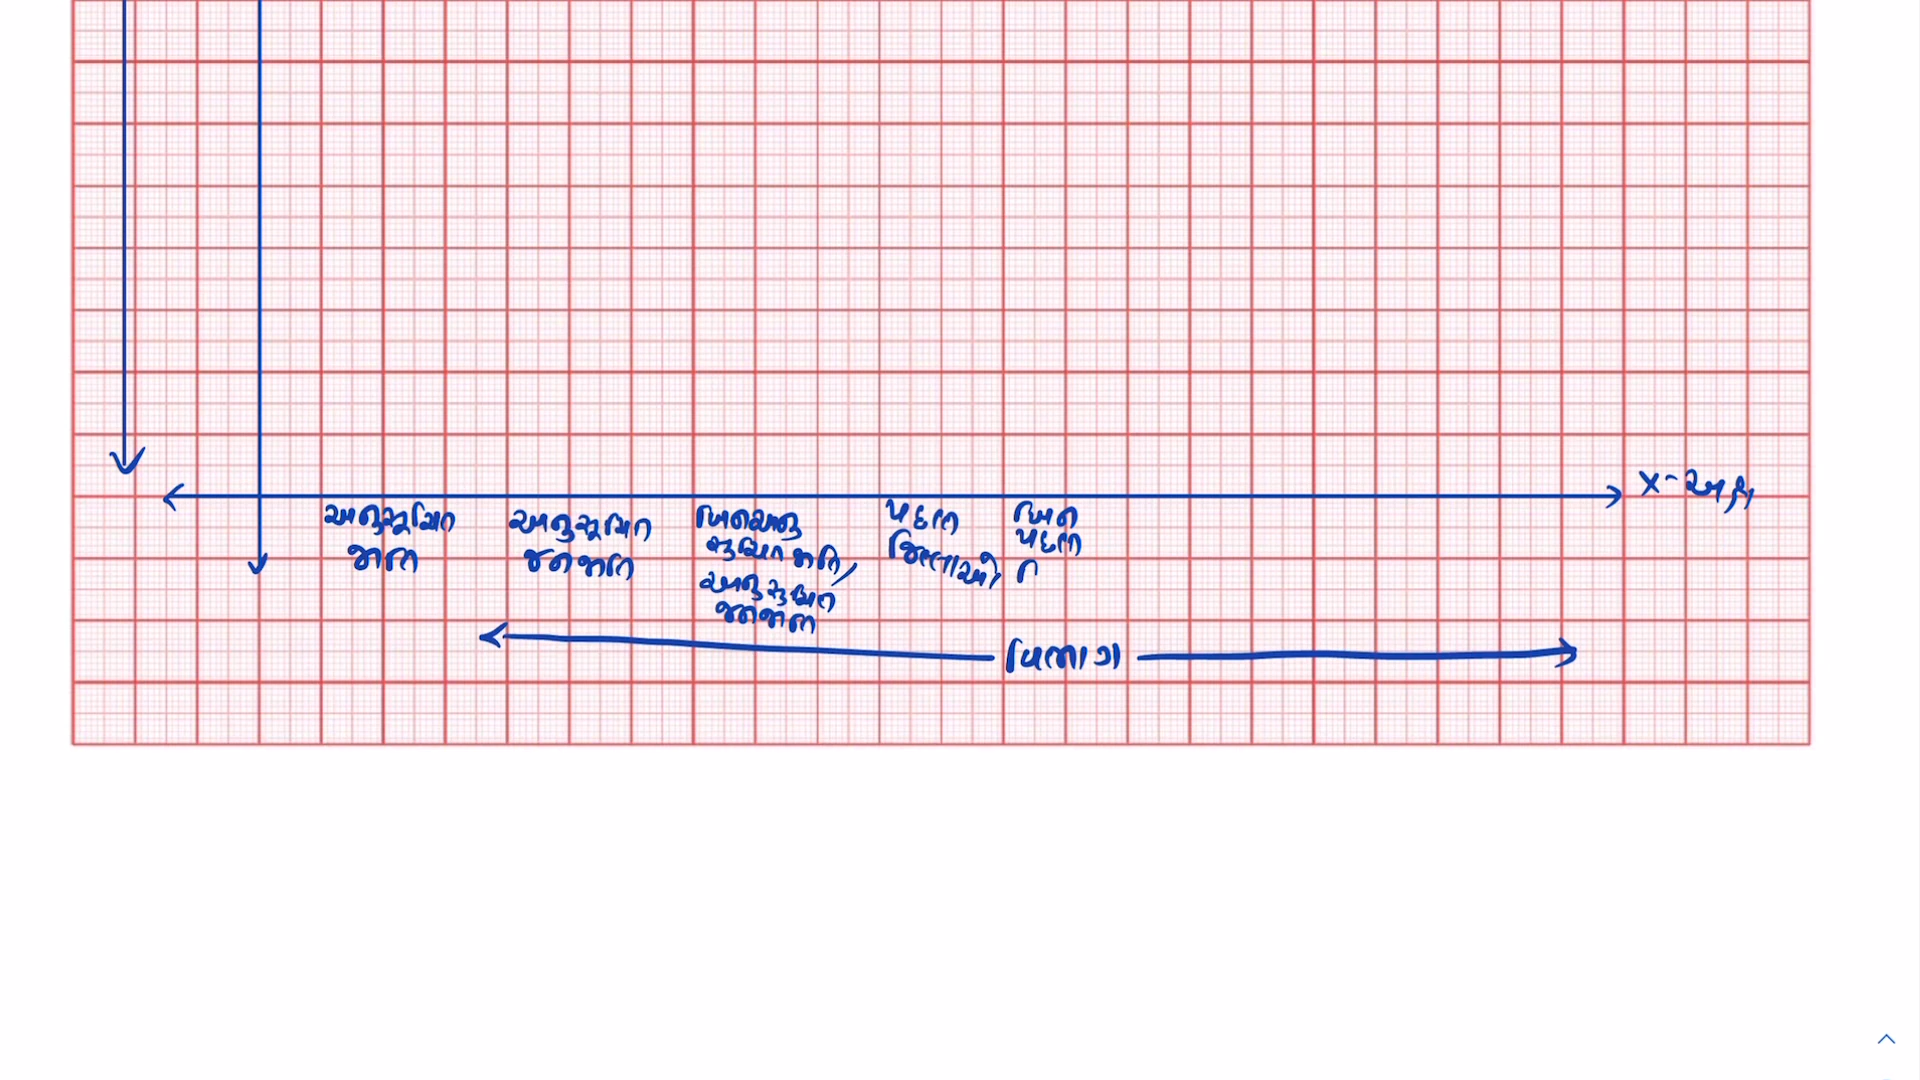 x-અક્ષ
અનુસૂચિત
જાતિ
અનુસૂચિત
જનજાતિ
બિનઅનુ
સૂચિત જાતિ,
અનુસૂચિત
જનજાતિ
પછાત
જિલ્લાઓ
બિન
પછાત
વિભાગ